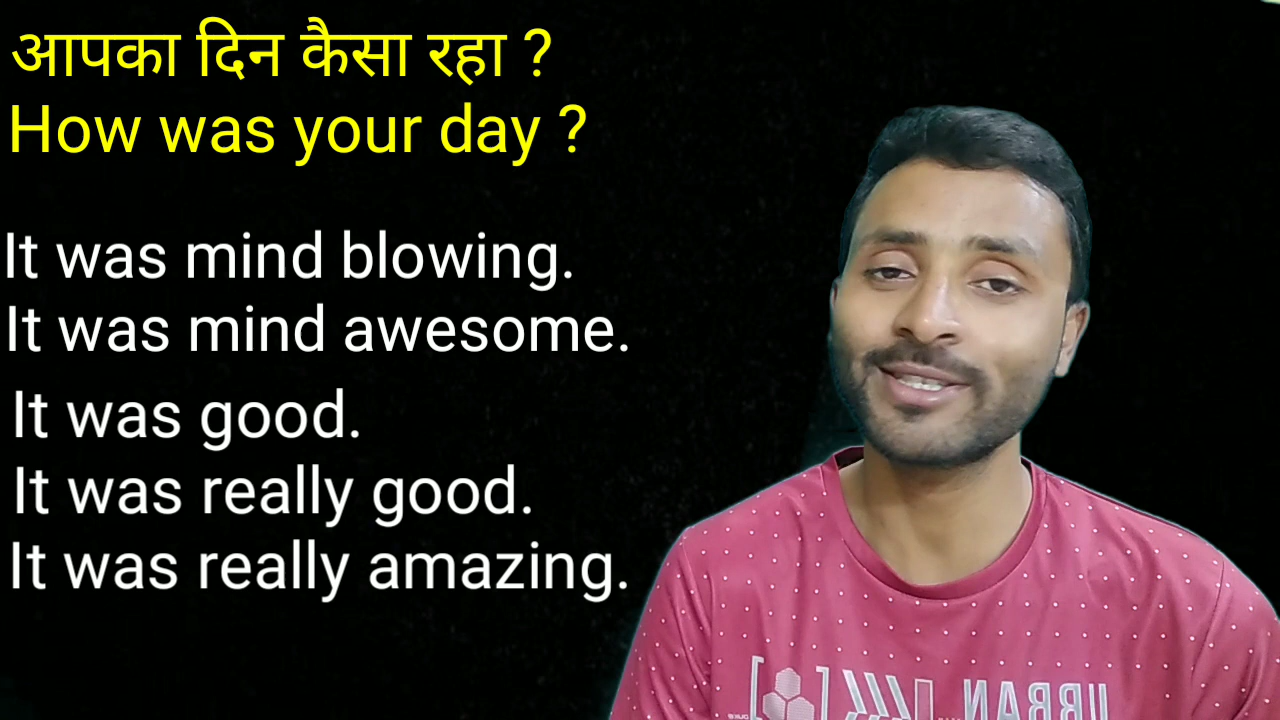 आपका दिन कैसा रहा ?
How was your day ?
It was mind blowing.
It was mind awesome.
It was good.
It was really good.
It was really amazing.
URBAN